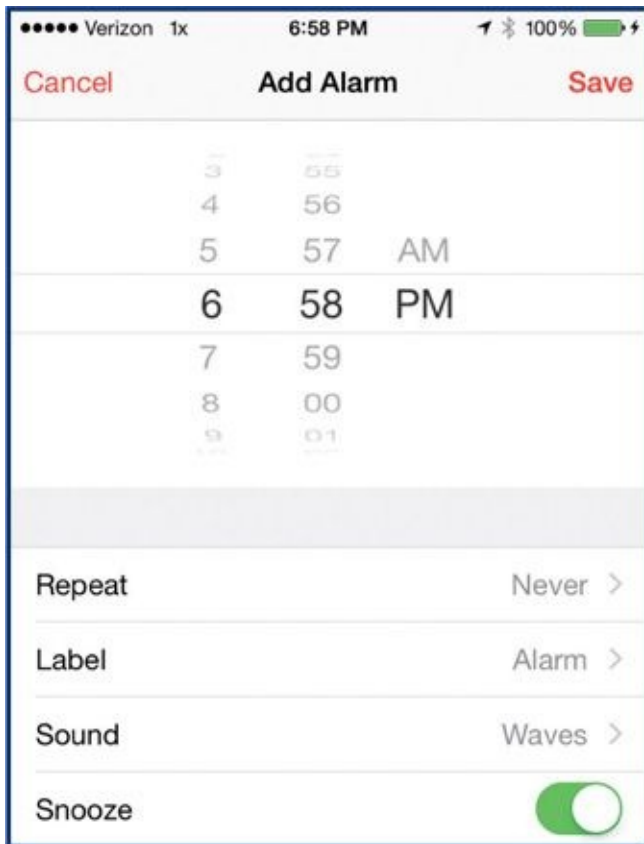 Verizon 1x 6:58 PM 100%
Cancel Add Alarm Save
3 55
4 56
5 57 AM
6 58 PM
7 59
8 00
9 01
Repeat Never >
Label Alarm >
Sound Waves >
Snooze